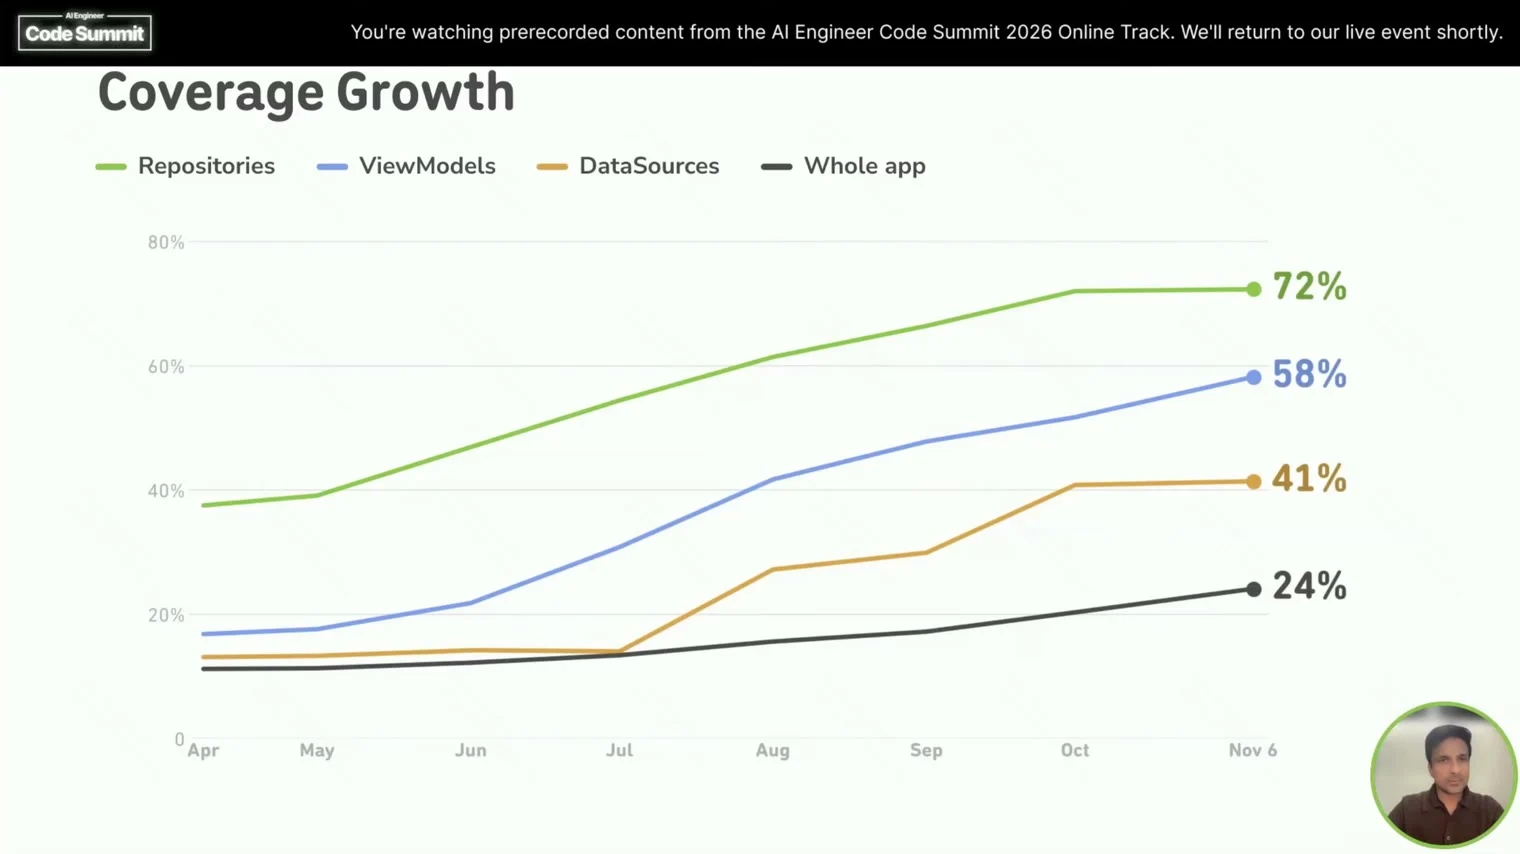 AI Engineer
Code Summit
You're watching prerecorded content from the AI Engineer Code Summit 2026 Online Track. We'll return to our live event shortly.
Coverage Growth
Repositories ViewModels DataSources Whole app
80%
72%
60%
58%
40%
41%
24%
20%
0
Apr May Jun Jul Aug Sep Oct Nov 6